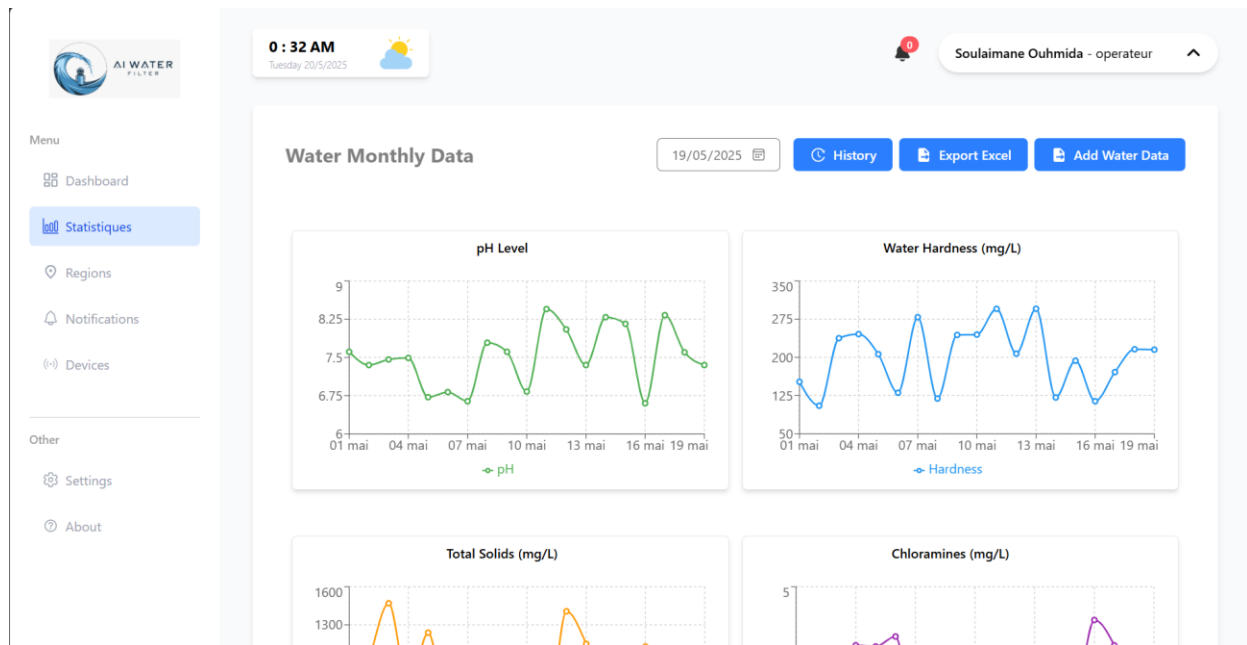 AI WATER
FILTER
Menu
Dashboard
Statistiques
Regions
Notifications
Devices
Other
Settings
About
0 : 32 AM
Tuesday 20/5/2025
0
Soulaimane Ouhmida - operateur
Water Monthly Data
19/05/2025
History
Export Excel
Add Water Data
pH Level
9
8.25
7.5
6.75
6
01 mai 04 mai 07 mai 10 mai 13 mai 16 mai 19 mai
pH
Water Hardness (mg/L)
350
275
200
125
50
01 mai 04 mai 07 mai 10 mai 13 mai 16 mai 19 mai
Hardness
Total Solids (mg/L)
1600
1300
Chloramines (mg/L)
5